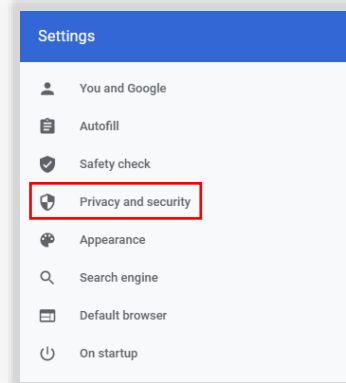 Settings
You and Google
Autofill
Safety check
Privacy and security
Appearance
Search engine
Default browser
On startup